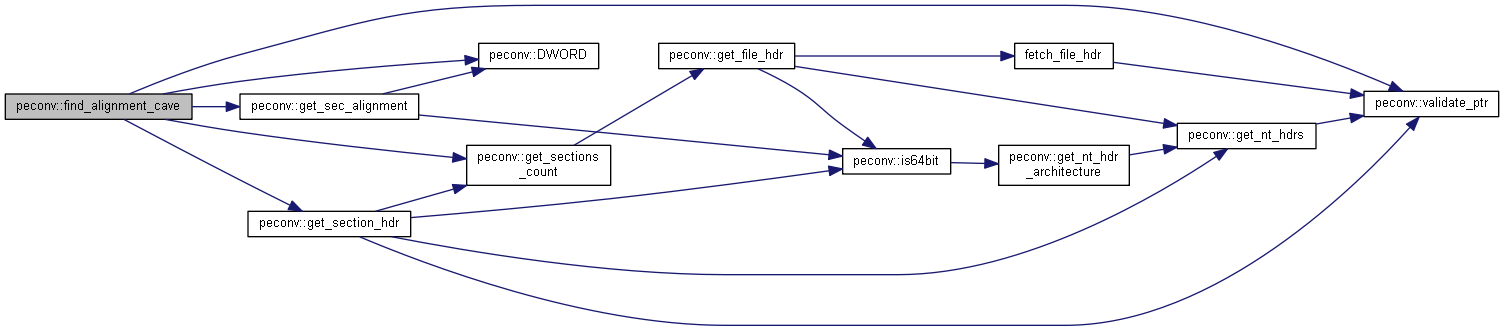 peconv::find_alignment_cave
peconv::DWORD
peconv::get_sec_alignment
peconv::get_sections
_count
peconv::get_section_hdr
peconv::get_file_hdr
peconv::is64bit
fetch_file_hdr
peconv::get_nt_hdr
_architecture
peconv::get_nt_hdrs
peconv::validate_ptr